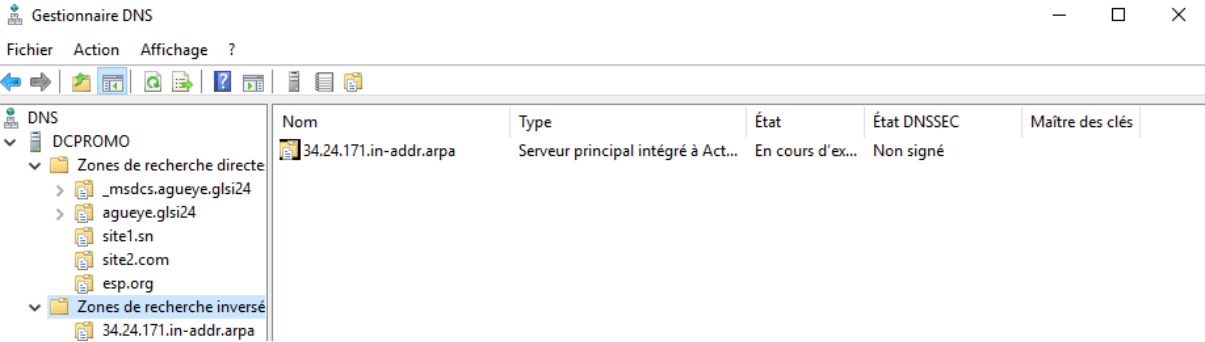 Gestionnaire DNS
Fichier Action Affichage ?
DNS
DCPROMO
Zones de recherche directe
_msdcs.agueye.glsi24
agueye.glsi24
site1.sn
site2.com
esp.org
Zones de recherche inversé
34.24.171.in-addr.arpa
Nom Type État État DNSSEC Maître des clés
34.24.171.in-addr.arpa Serveur principal intégré à Act... En cours d'ex... Non signé